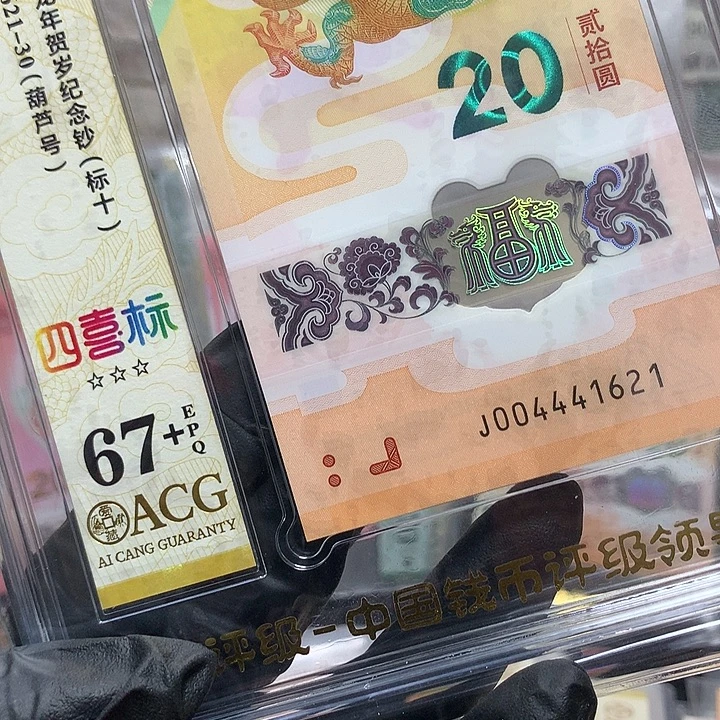 龙年贺岁纪念钞(标十)
21-30(葫芦号)
四喜标
☆☆☆
67+EPQ
ACG
AI CANG GUARANTY
20
贰拾圆
福
J004441621
评级-中国钱币评级领